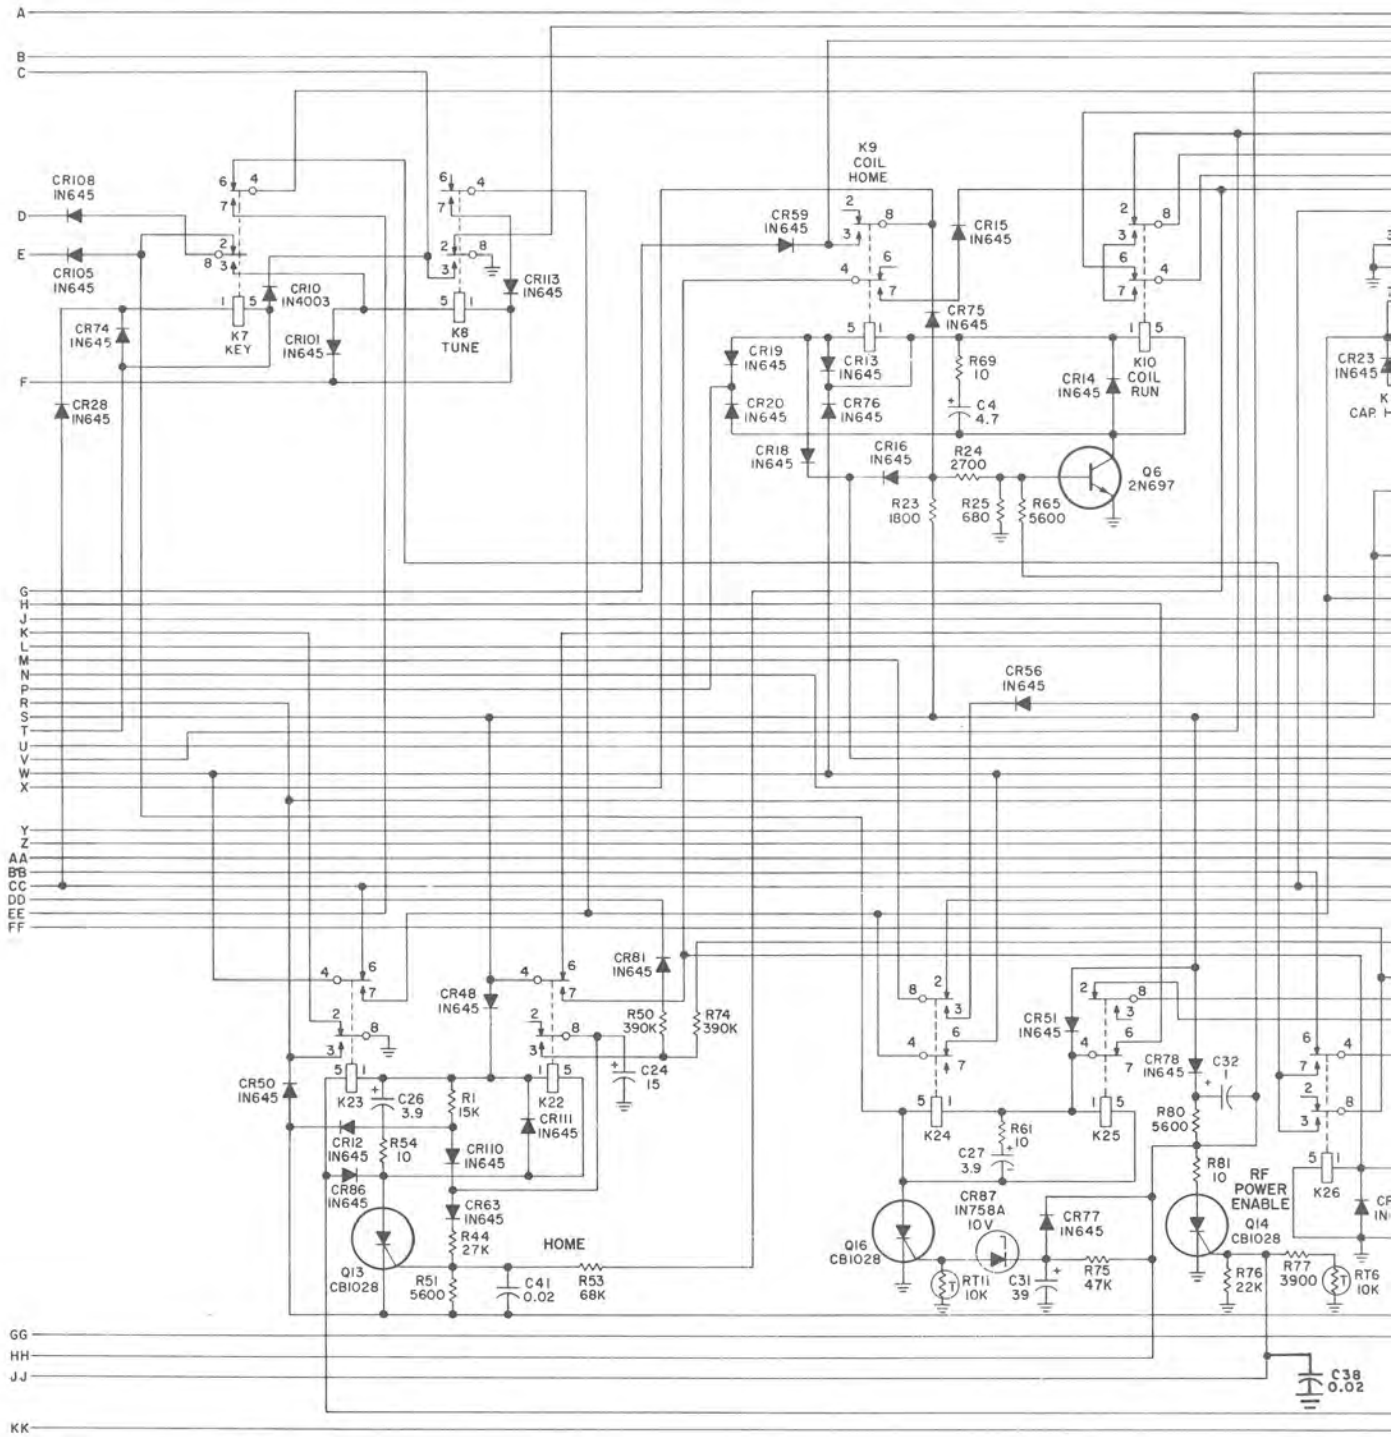 A
B
C
K9
COIL
HOME
CR108
IN645
6
4
7
6
4
7
D
E
2
8
3
2
8
3
CR105
IN645
CR10
IN4003
CR113
IN645
1
5
K7
KEY
5
1
K8
TUNE
CR74
IN645
CR101
IN645
F
CR28
IN645
CR59
IN645
2
8
3
4
6
7
CR15
IN645
2
8
3
6
4
7
5
1
1
5
CR75
IN645
CR19
IN645
CR13
IN645
R69
10
K10
COIL
RUN
CR14
IN645
CR20
IN645
CR76
IN645
+
C4
4.7
CR18
IN645
CR16
IN645
R24
2700
Q6
2N697
R23
1800
R25
680
R65
5600
3
7
CR23
IN645
K
CAP. H
G
H
J
K
L
M
N
P
R
S
T
U
V
W
X
CR56
IN645
Y
Z
AA
BB
CC
DD
EE
FF
4
6
7
2
8
3
5
1
K23
CR50
IN645
CR48
IN645
4
6
7
2
8
3
5
1
K22
CR81
IN645
R50
390K
R74
390K
+
C24
15
+
C26
3.9
R1
15K
CR111
IN645
CR12
IN645
R54
10
CR110
IN645
CR86
IN645
CR63
IN645
R44
27K
HOME
Q13
CB1028
R51
5600
C41
0.02
R53
68K
2
8
3
4
6
7
5
1
K24
CR51
IN645
2
8
3
4
6
7
1
5
K25
CR78
IN645
C32
1
+
R80
5600
R61
10
C27
3.9
+
R81
10
RF
POWER
ENABLE
Q14
CB1028
CR87
IN758A
10V
CR77
IN645
Q16
CB1028
T
RT11
10K
C31
39
+
R75
47K
R76
22K
R77
3900
T
RT6
10K
6
4
7
2
8
3
5
1
K26
GG
HH
JJ
C38
0.02
KK